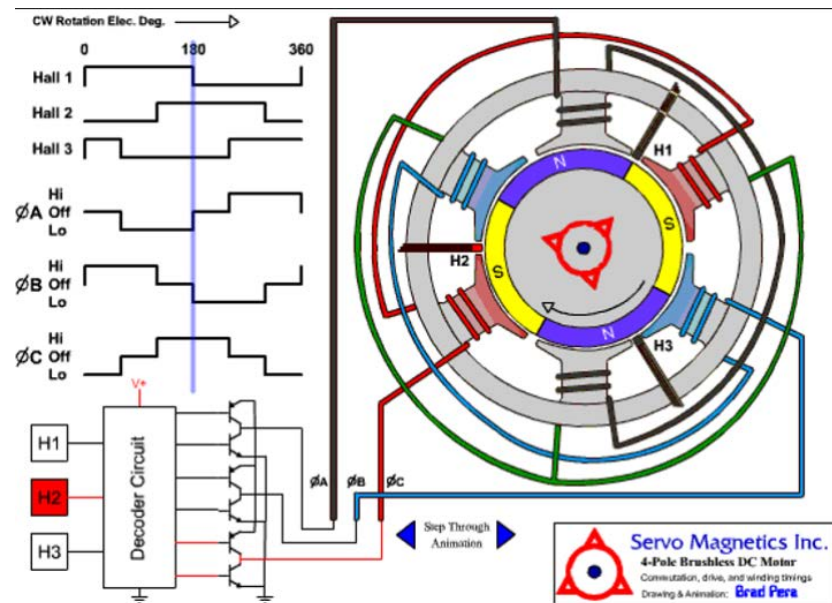 CW Rotation Elec. Deg.
0 180 360
Hall 1
Hall 2
Hall 3
Hi
ØA Off
Lo
Hi
ØB Off
Lo
Hi
ØC Off
Lo
V+
H1
H2
H3
Decoder Circuit
ØA ØB ØC
N
S
S
N
H1
H2
H3
Step Through
Animation
Servo Magnetics Inc.
4-Pole Brushless DC Motor
Commutation, drive, and winding timings
Drawing & Animation: Brad Pera